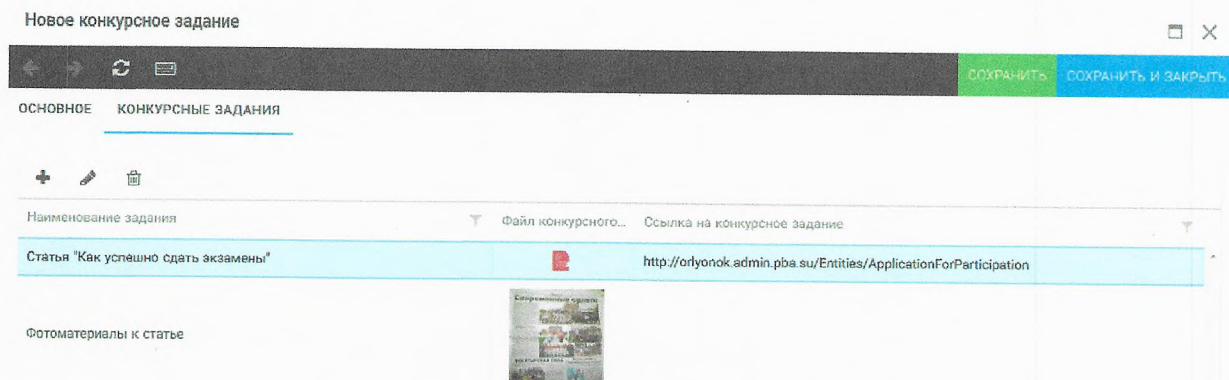 Новое конкурсное задание
СОХРАНИТЬ СОХРАНИТЬ И ЗАКРЫТЬ
ОСНОВНОЕ КОНКУРСНЫЕ ЗАДАНИЯ
Наименование задания Файл конкурсного... Ссылка на конкурсное задание
Статья "Как успешно сдать экзамены" http://orlyonok.admin.pba.su/Entities/ApplicationForParticipation
Фотоматериалы к статье